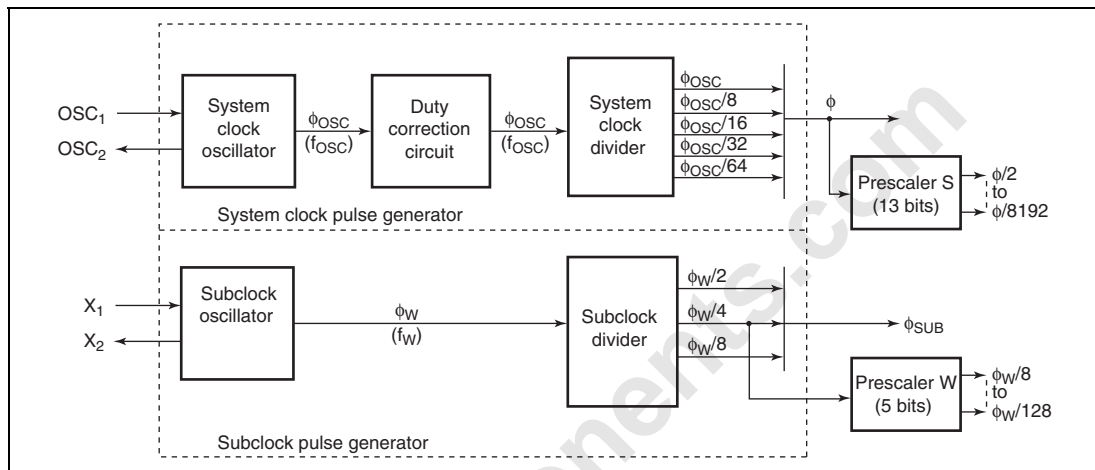 OSC1
OSC2
System clock oscillator
ϕOSC
(fOSC)
Duty correction circuit
ϕOSC
(fOSC)
System clock divider
ϕOSC
ϕOSC/8
ϕOSC/16
ϕOSC/32
ϕOSC/64
ϕ
Prescaler S
(13 bits)
ϕ/2
to
ϕ/8192
System clock pulse generator
X1
X2
Subclock oscillator
ϕW
(fW)
Subclock divider
ϕW/2
ϕW/4
ϕW/8
ϕSUB
Prescaler W
(5 bits)
ϕW/8
to
ϕW/128
Subclock pulse generator
nents.com